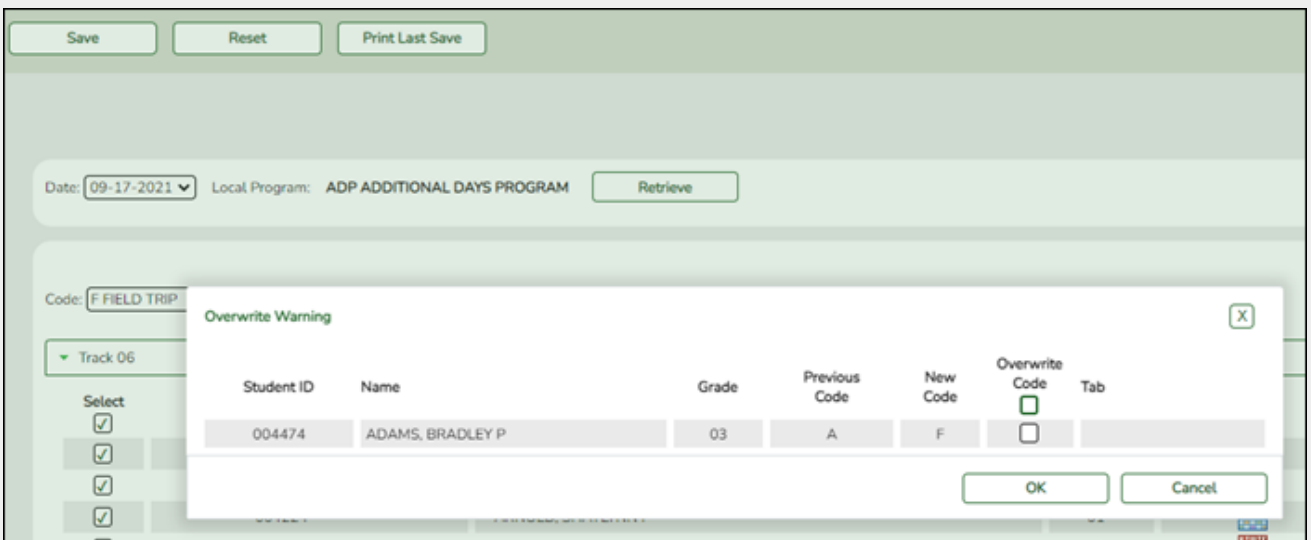 Save Reset Print Last Save
Date: 09-17-2021 Local Program: ADP ADDITIONAL DAYS PROGRAM Retrieve
Code: F FIELD TRIP
Overwrite Warning X
Track 06
Student ID Name Grade Previous Code New Code Overwrite Code Tab
Select
004474 ADAMS, BRADLEY P 03 A F
OK Cancel